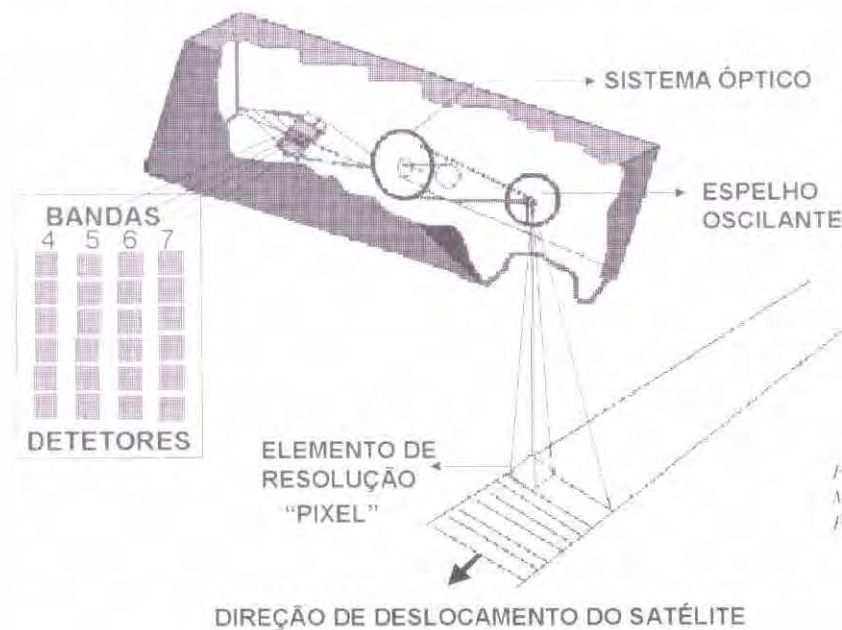 SISTEMA ÓPTICO
ESPELHO
OSCILANTE
BANDAS
4 5 6 7
DETETORES
ELEMENTO DE
RESOLUÇÃO
"PIXEL"
DIREÇÃO DE DESLOCAMENTO DO SATÉLITE